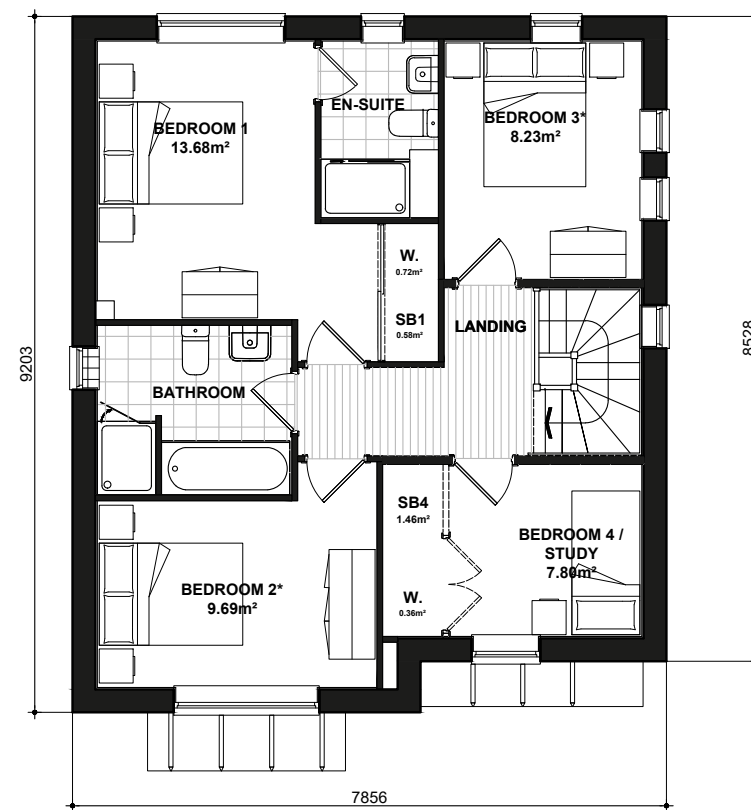 EN-SUITE
BEDROOM 1
13.68m²
BEDROOM 3*
8.23m²
W.
0.72m²
SB1
0.58m²
LANDING
9203
8528
BATHROOM
SB4
1.46m²
BEDROOM 4 /
STUDY
7.80m²
BEDROOM 2*
9.69m²
W.
0.36m²
7856